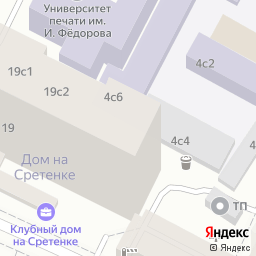 Университет
печати им.
И. Фёдорова
19с1
4с2
19с2
4с6
19
4с4
Дом на
Сретенке
ТП
Клубный дом
на Сретенке
Яндекс
© Яндекс